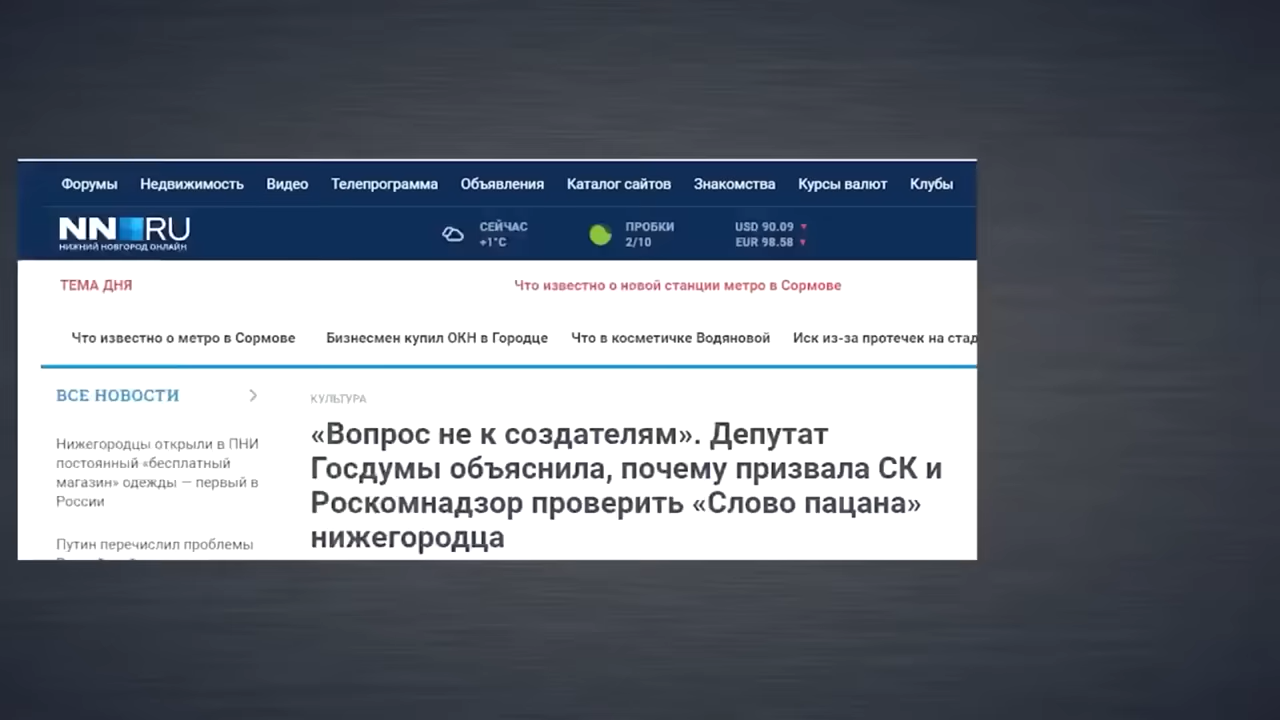 Форумы Недвижимость Видео Телепрограмма Объявления Каталог сайтов Знакомства Курсы валют Клубы
NN RU
НИЖНИЙ НОВГОРОД ОНЛАЙН
СЕЙЧАС
+1°C
ПРОБКИ
2/10
USD 90.09
EUR 98.58
ТЕМА ДНЯ
Что известно о новой станции метро в Сормове
Что известно о метро в Сормове Бизнесмен купил ОКН в Городце Что в косметичке Водяновой Иск из-за протечек на стад
ВСЕ НОВОСТИ
Нижегородцы открыли в ПНИ
постоянный «бесплатный
магазин» одежды — первый в
России
Путин перечислил проблемы
КУЛЬТУРА
«Вопрос не к создателям». Депутат
Госдумы объяснила, почему призвала СК и
Роскомнадзор проверить «Слово пацана»
нижегородца